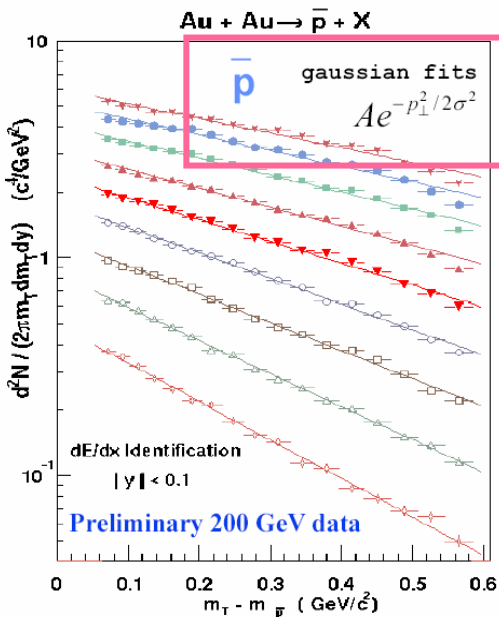 Au + Au → p̅ + X
p̅
gaussian fits
Ae^{-p⊥²/2σ²}
d²N / (2πm_T dm_T dy) (c⁴/GeV²)
10
1
10⁻¹
dE/dx Identification
| y | < 0.1
Preliminary 200 GeV data
0 0.1 0.2 0.3 0.4 0.5 0.6
m_T - m_p̅ ( GeV/c²)